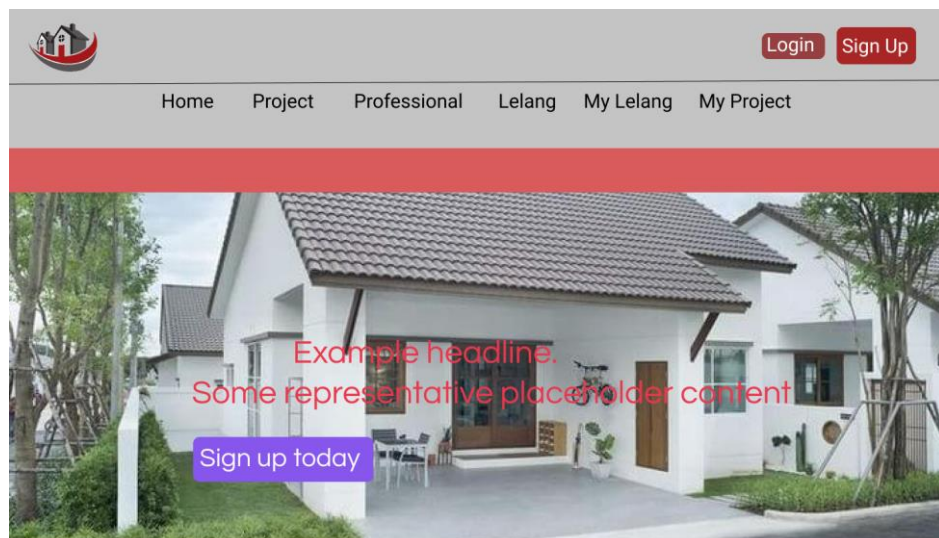 Login Sign Up
Home Project Professional Lelang My Lelang My Project
Example headline.
Some representative placeholder content
Sign up today